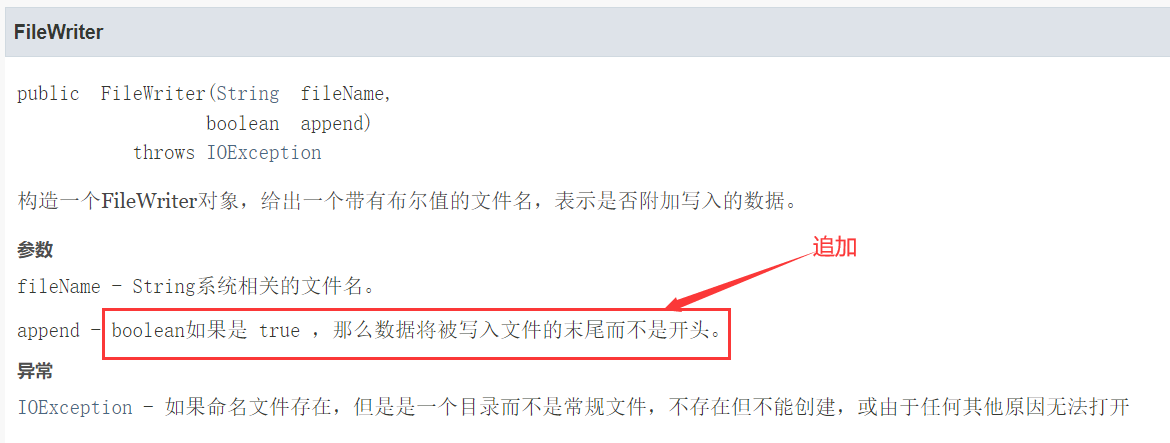 FileWriter
public FileWriter(String fileName,
boolean append)
throws IOException
构造一个FileWriter对象，给出一个带有布尔值的文件名，表示是否附加写入的数据。
参数
追加
fileName – String系统相关的文件名。
append – boolean如果是 true ，那么数据将被写入文件的末尾而不是开头。
异常
IOException – 如果命名文件存在，但是是一个目录而不是常规文件，不存在但不能创建，或由于任何其他原因无法打开